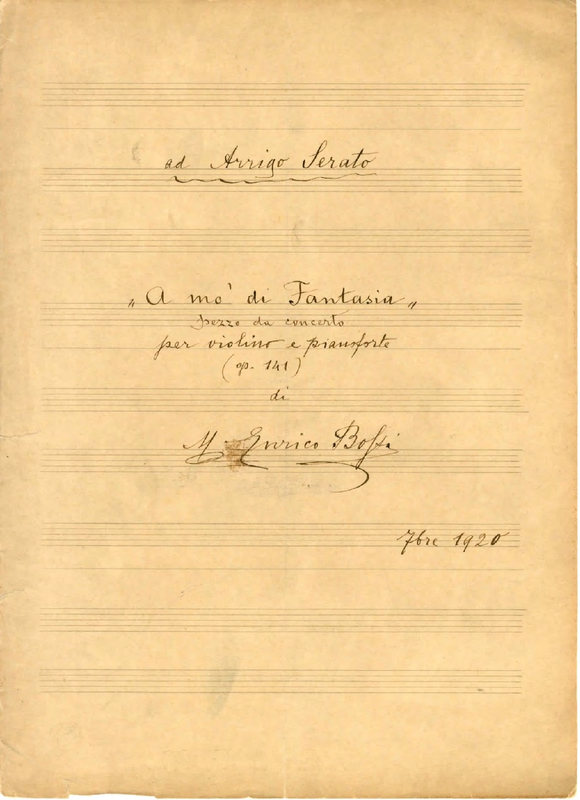 ad Arrigo Serato
„A mo' di Fantasia„
pezzo da concerto
per violino e pianoforte
(op. 141)
di
M. Enrico Bossi
7bre 1920